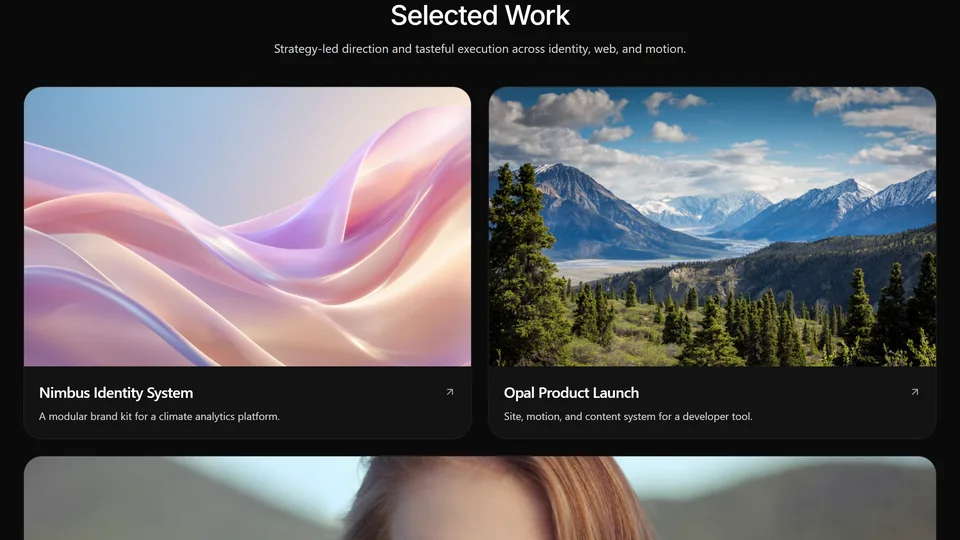 Selected Work
Strategy-led direction and tasteful execution across identity, web, and motion.
Nimbus Identity System
A modular brand kit for a climate analytics platform.
Opal Product Launch
Site, motion, and content system for a developer tool.